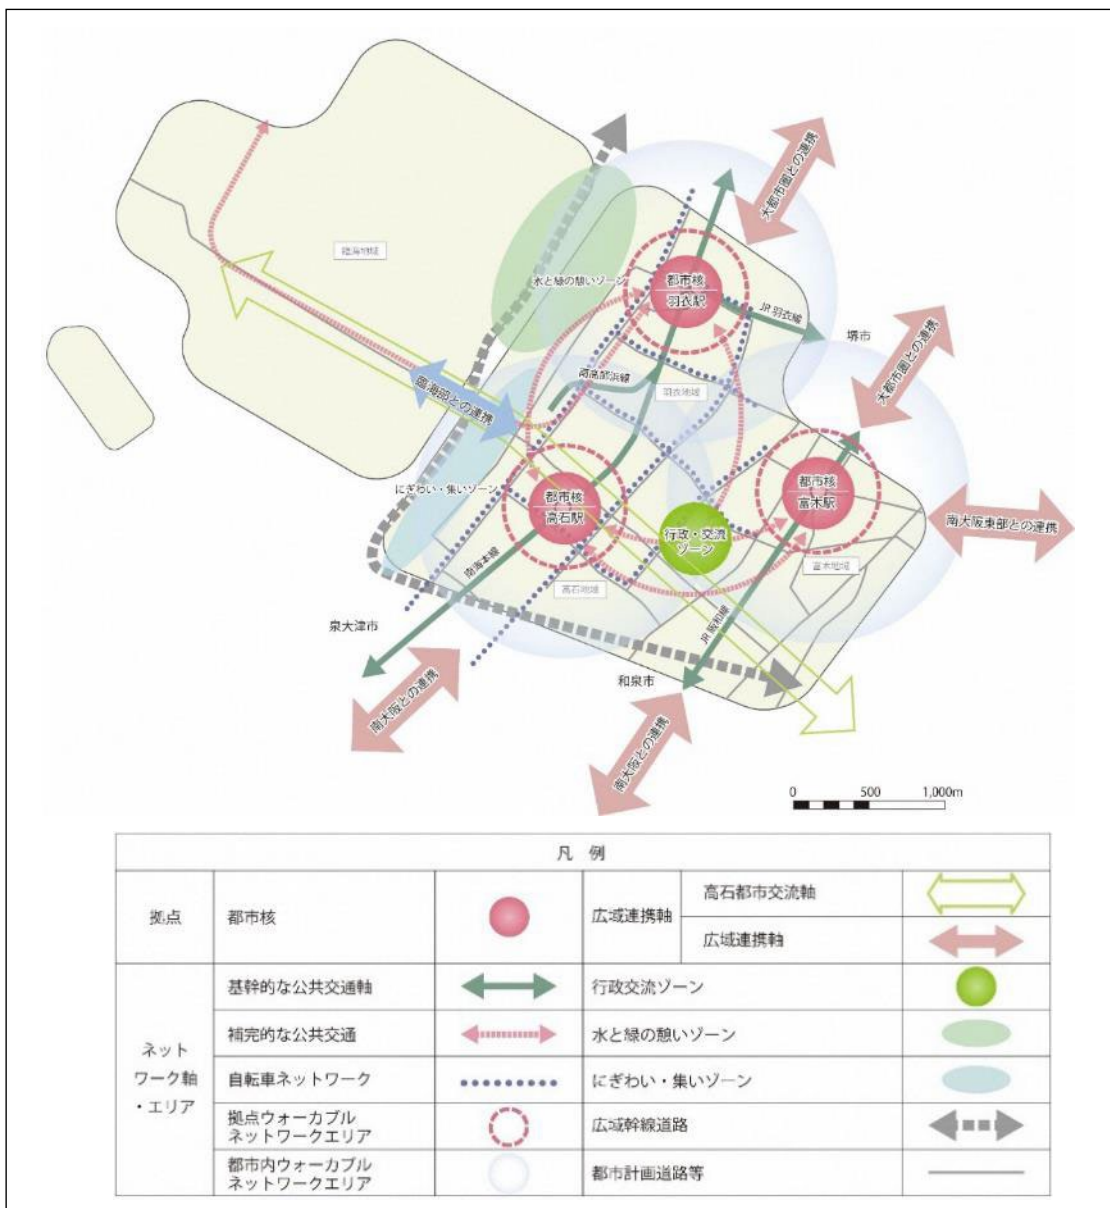 大都市圏との連携
臨海地域
水と緑の憩いゾーン
都市核
羽衣駅
JR 羽衣線
堺市
大都市圏との連携
臨海部との連携
羽衣地域
にぎわい・集いゾーン
都市核
高石駅
都市核
富木駅
行政・交流
ゾーン
南大阪東部との連携
南海本線
高石地域
富木地域
JR 阪和線
泉大津市
和泉市
南大阪との連携
南大阪との連携
0 500 1,000m
凡 例
拠点
都市核
広域連携軸
高石都市交流軸
広域連携軸
ネット
ワーク軸
・エリア
基幹的な公共交通軸
行政交流ゾーン
補完的な公共交通
水と緑の憩いゾーン
自転車ネットワーク
にぎわい・集いゾーン
拠点ウォーカブル
ネットワークエリア
広域幹線道路
都市内ウォーカブル
ネットワークエリア
都市計画道路等